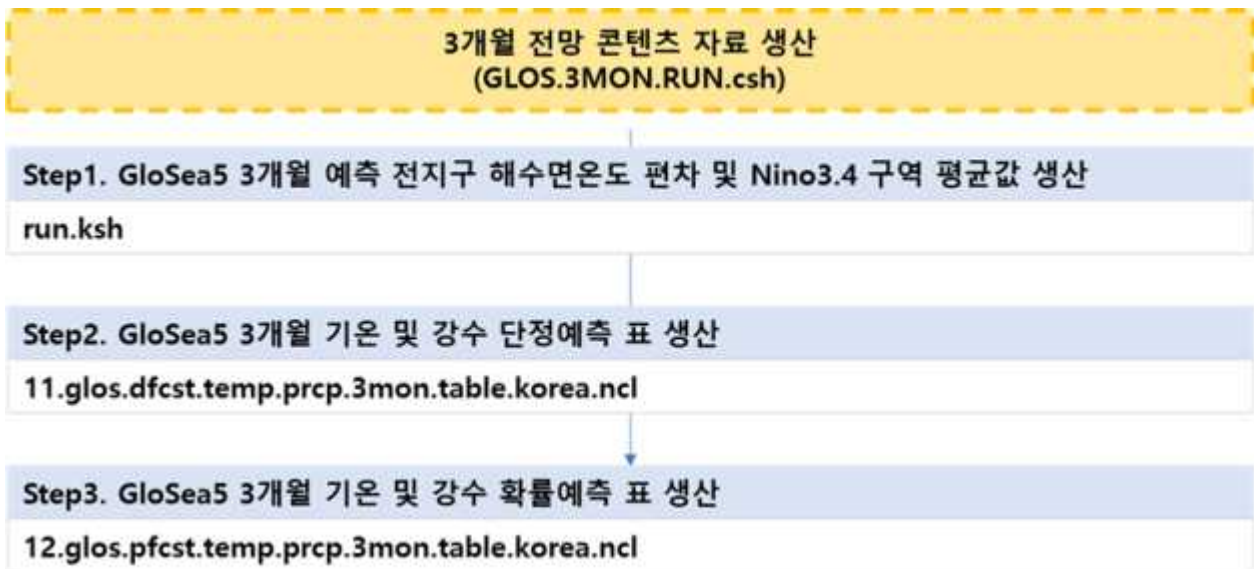 3개월 전망 콘텐츠 자료 생산
(GLOS.3MON.RUN.csh)
Step1. GloSea5 3개월 예측 전지구 해수면온도 편차 및 Nino3.4 구역 평균값 생산
run.ksh
Step2. GloSea5 3개월 기온 및 강수 단정예측 표 생산
11.glos.dfcst.temp.prcp.3mon.table.korea.ncl
Step3. GloSea5 3개월 기온 및 강수 확률예측 표 생산
12.glos.pfcst.temp.prcp.3mon.table.korea.ncl